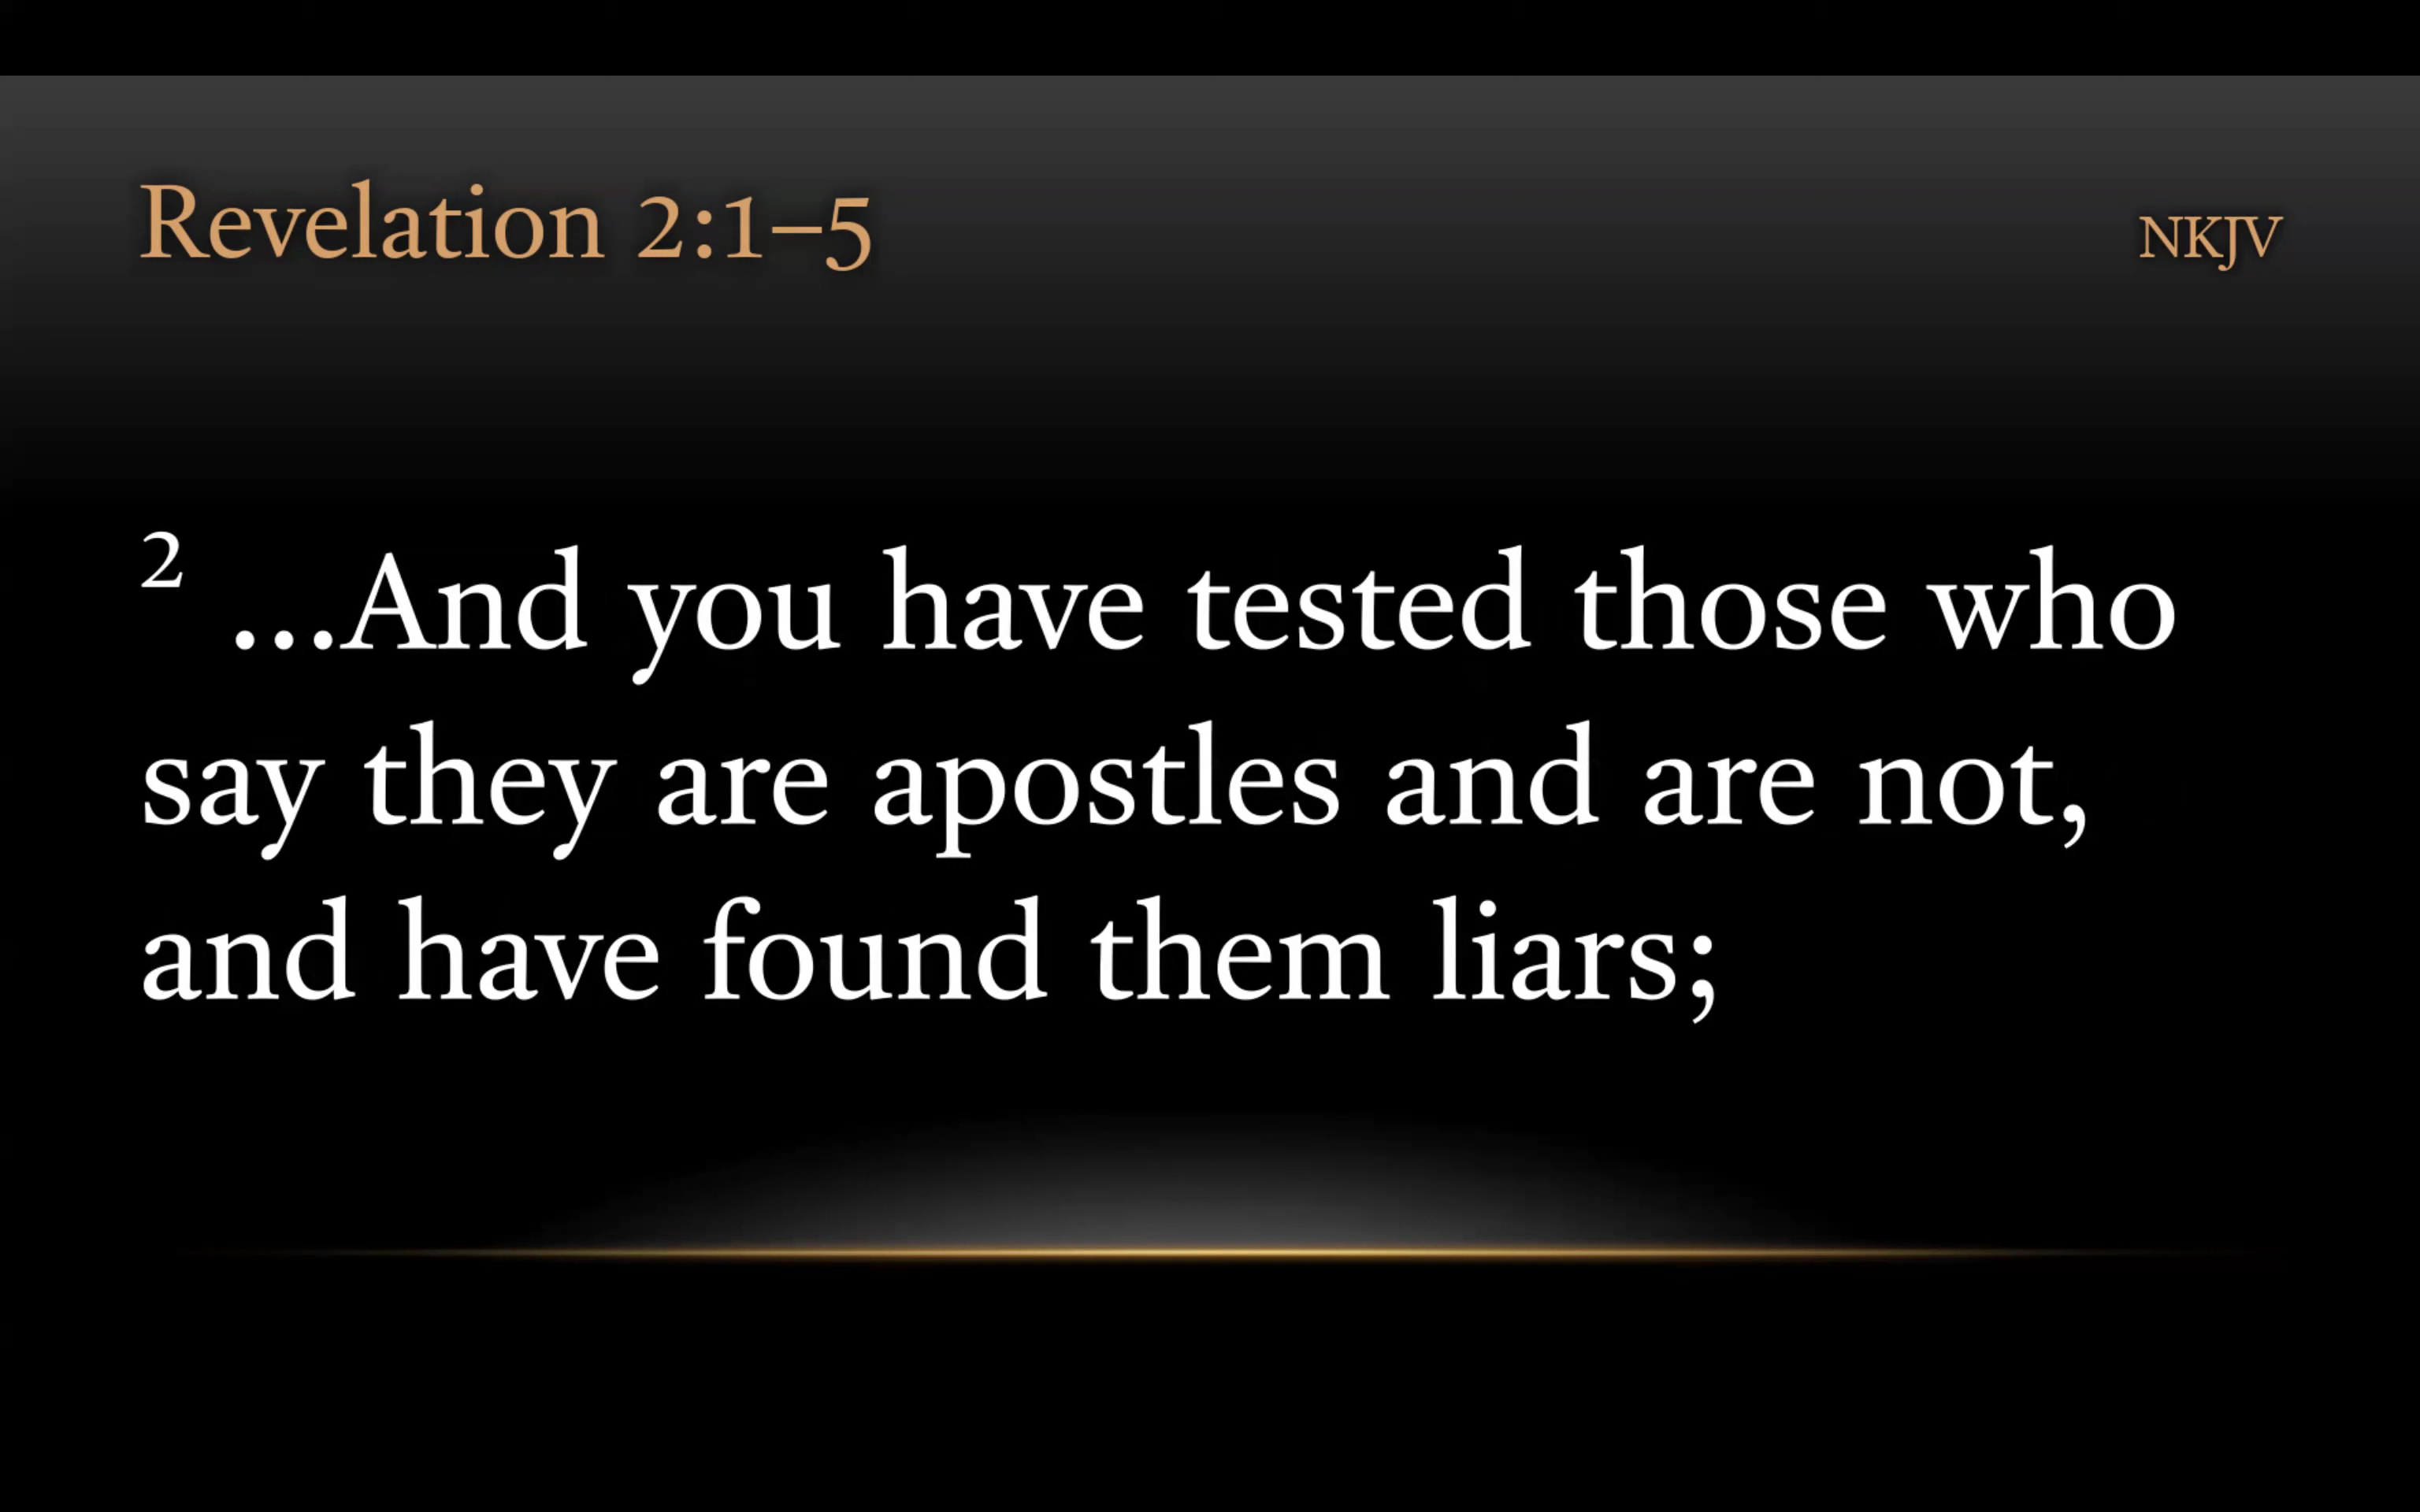 Revelation 2:1–5 NKJV
2 ...And you have tested those who
say they are apostles and are not,
and have found them liars;